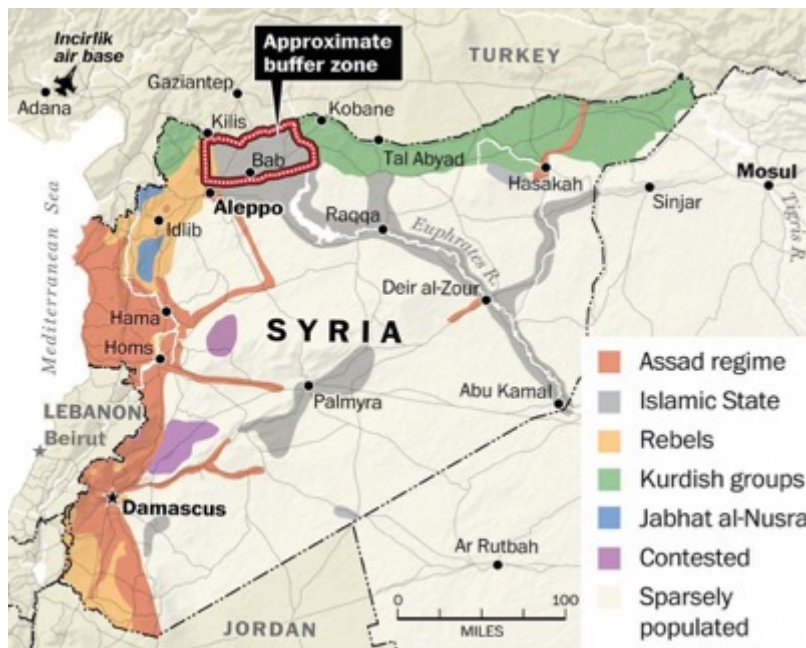 Incirlik
air base
Adana
Approximate
buffer zone
TURKEY
Gaziantep
Kilis
Kobane
Bab
Tal Abyad
Hasakah
Mosul
Sinjar
Tigris R.
Aleppo
Idlib
Raqqa
Euphrates R.
Deir al-Zour
Mediterranean Sea
Hama
SYRIA
Homs
Palmyra
Abu Kamal
LEBANON
Beirut
Damascus
Ar Rutbah
JORDAN
0
100
MILES
Assad regime
Islamic State
Rebels
Kurdish groups
Jabhat al-Nusra
Contested
Sparsely
populated